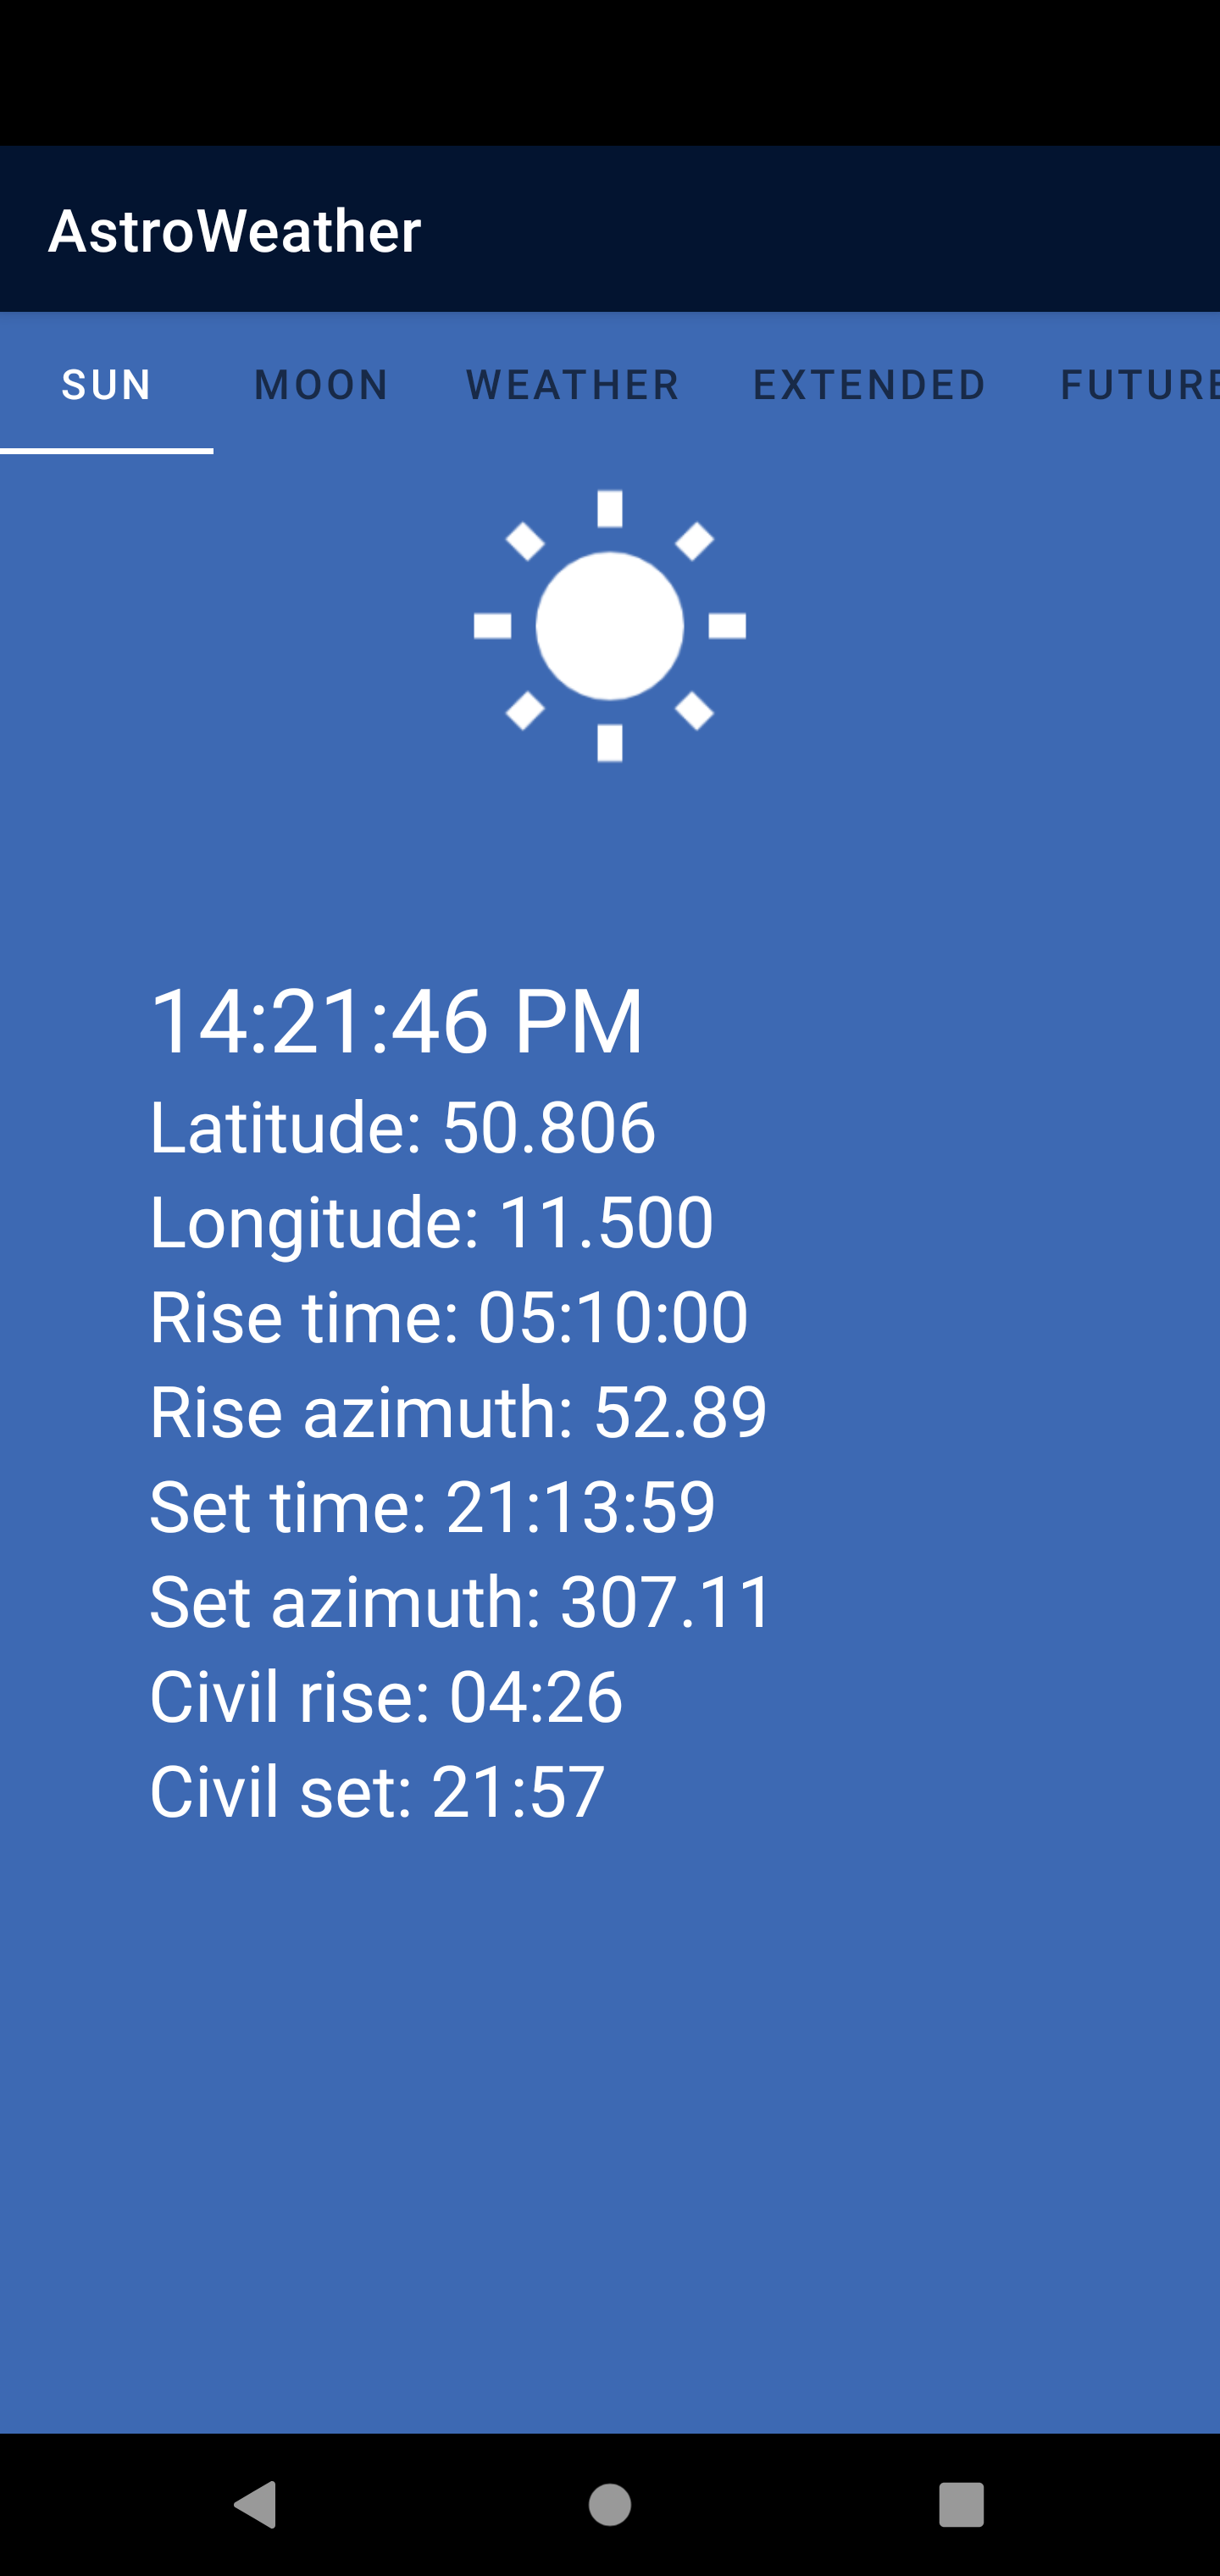 AstroWeather
SUN MOON WEATHER EXTENDED FUTURE
14:21:46 PM
Latitude: 50.806
Longitude: 11.500
Rise time: 05:10:00
Rise azimuth: 52.89
Set time: 21:13:59
Set azimuth: 307.11
Civil rise: 04:26
Civil set: 21:57